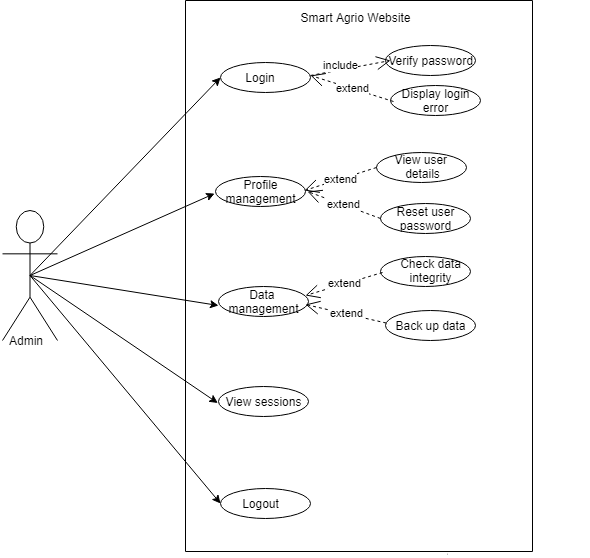 Smart Agrio Website
Login
include
Verify password
extend
Display login
error
Profile
management
extend
View user
details
extend
Reset user
password
Data
management
extend
Check data
integrity
extend
Back up data
Admin
View sessions
Logout